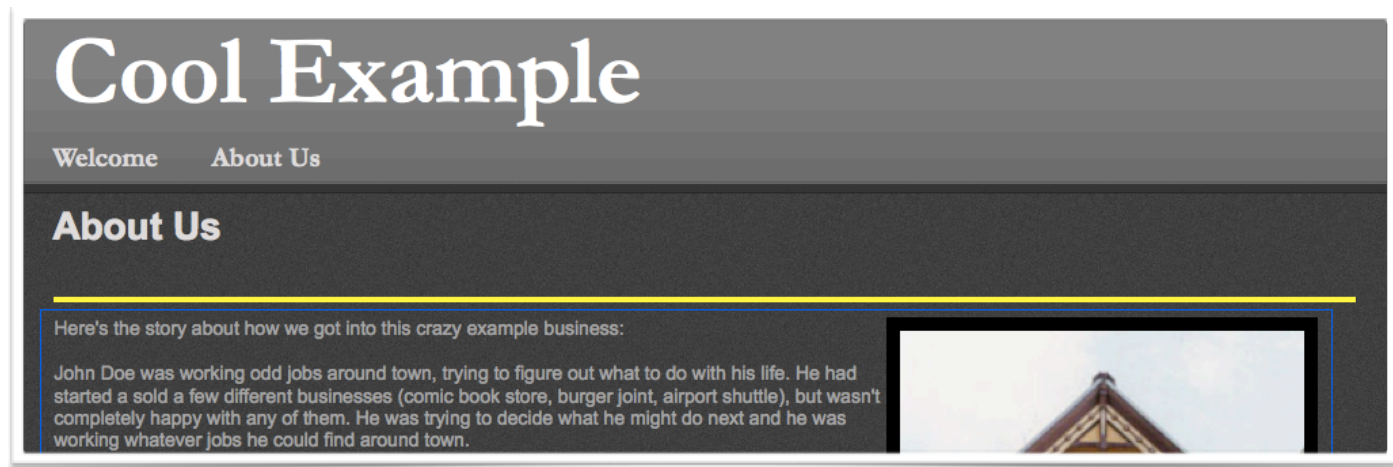 Cool Example
Welcome About Us
About Us
Here's the story about how we got into this crazy example business:
John Doe was working odd jobs around town, trying to figure out what to do with his life. He had
started a sold a few different businesses (comic book store, burger joint, airport shuttle), but wasn't
completely happy with any of them. He was trying to decide what he might do next and he was
working whatever jobs he could find around town.